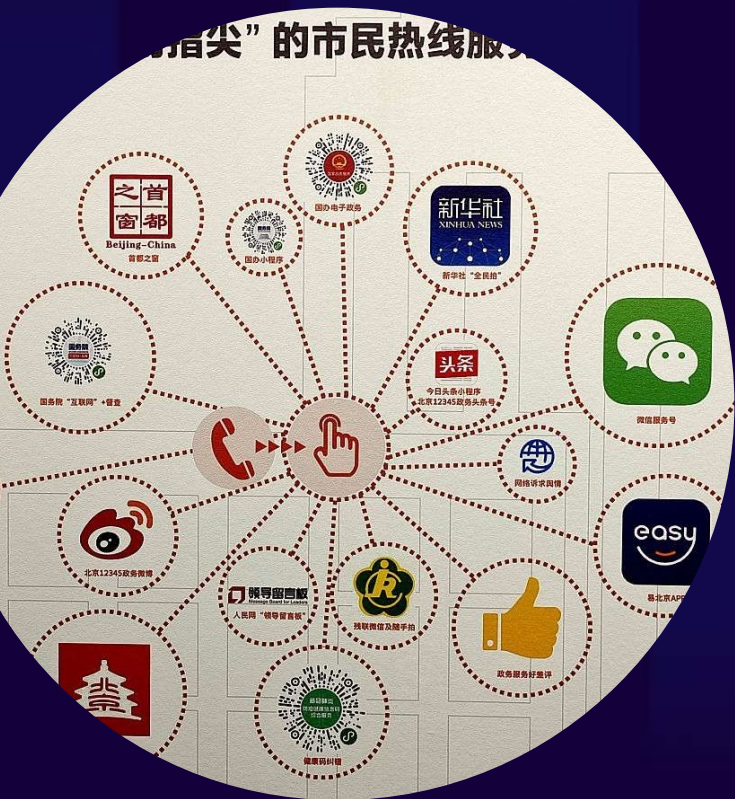 指尖”的市民热线服
国办电子政务
首都
之窗
Beijing-China
首都之窗
国办小程序
新华社
XINHUA NEWS
新华社“全民拍”
国务院
国务院“互联网”+督查
头条
今日头条小程序
北京12345政务头条号
微信服务号
网络诉求舆情
北京12345政务微博
easy
易北京APP
领导留言板
Message Board for Leaders
人民网“领导留言板”
残联微信及随手拍
政务服务好差评
北京
健康码纠错